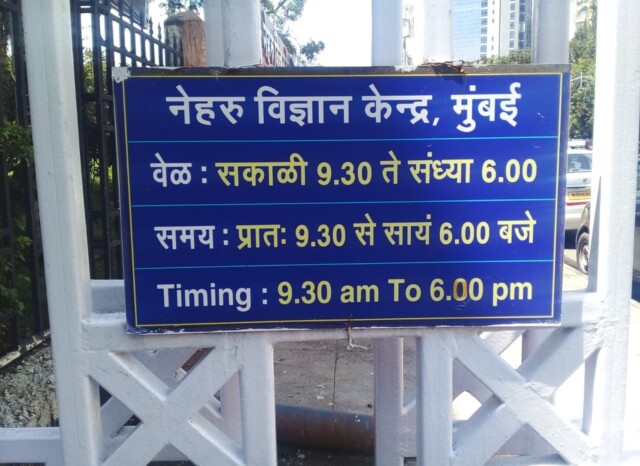 नेहरु विज्ञान केन्द्र, मुंबई
वेळ : सकाळी 9.30 ते संध्या 6.00
समय : प्रातः 9.30 से सायं 6.00 बजे
Timing : 9.30 am To 6.00 pm